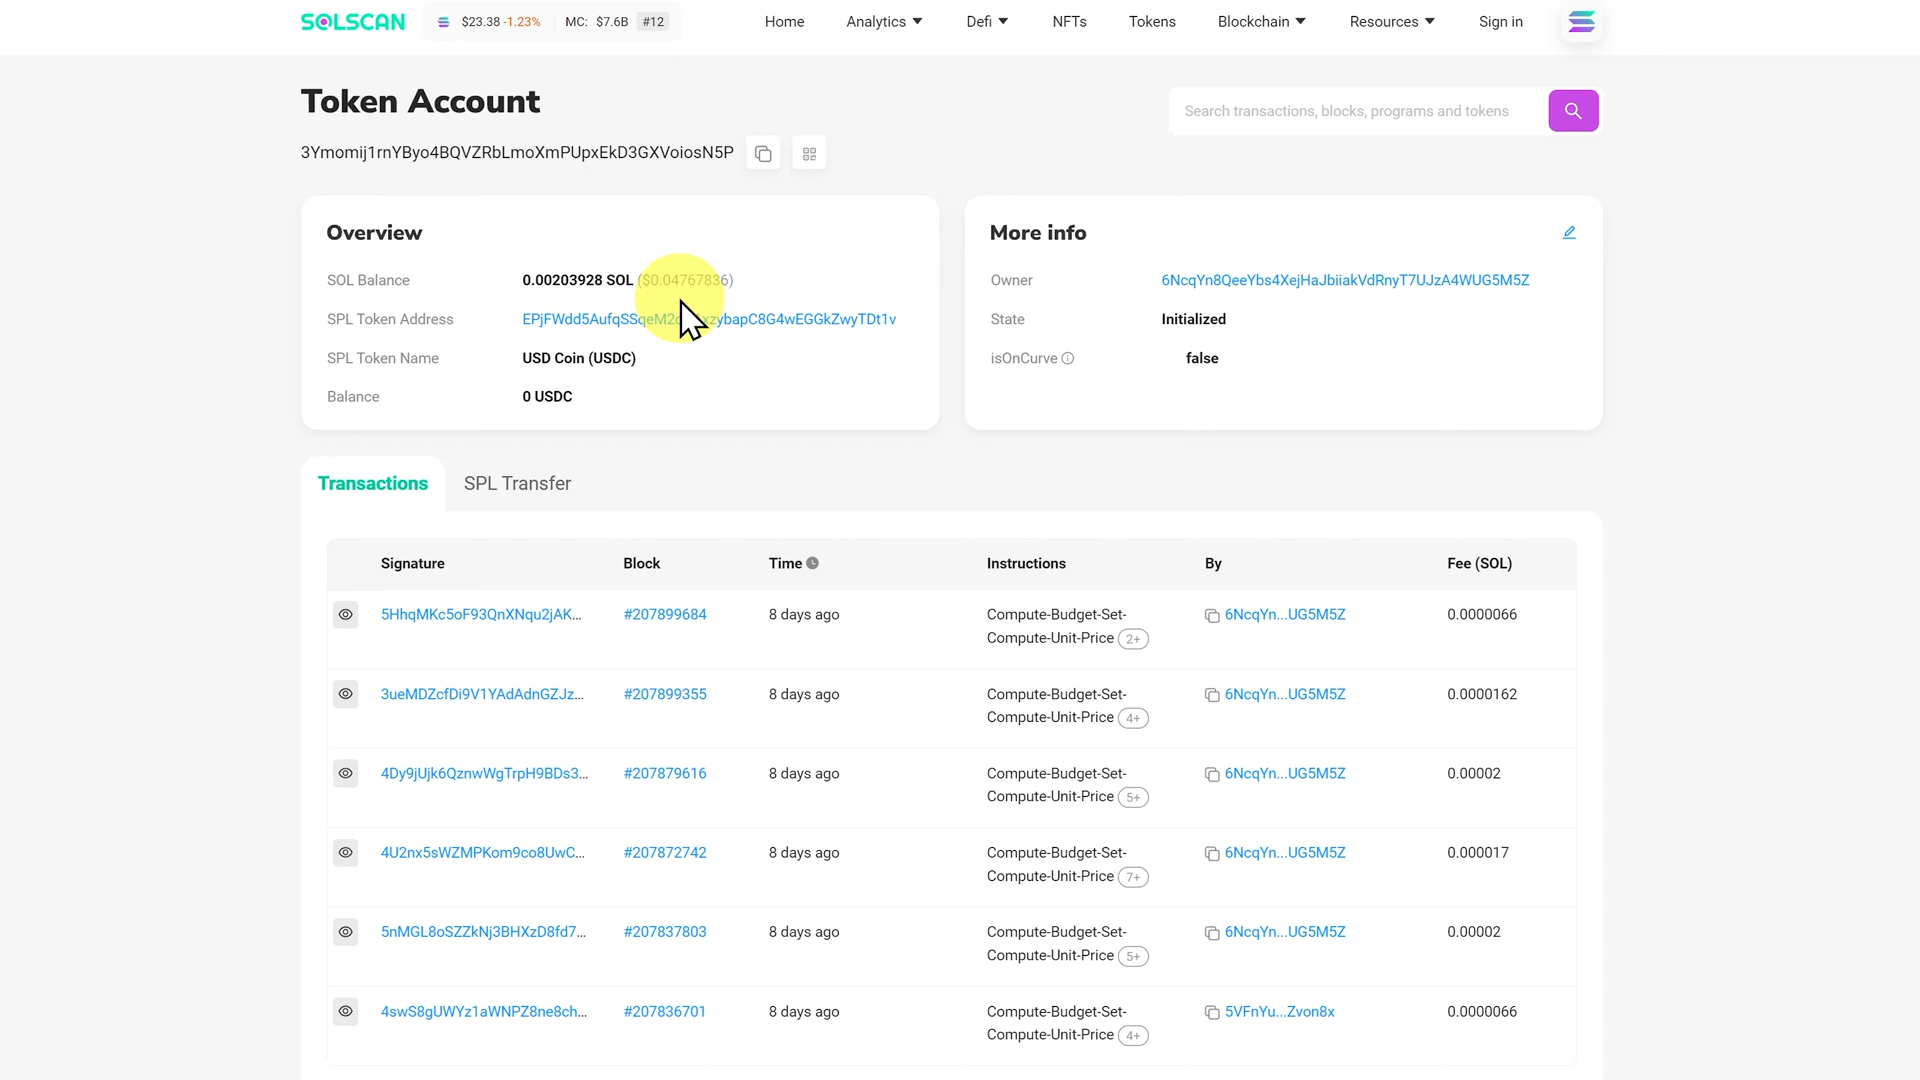 SOLSCAN
$23.38 -1.23% MC: $7.6B #12
Home Analytics Defi NFTs Tokens Blockchain Resources Sign in
Token Account
Search transactions, blocks, programs and tokens
3Ymomij1rnYByo4BQVZRbLmoXmPUpxEkD3GXVoiosN5P
Overview
SOL Balance 0.00203928 SOL ($0.04767836)
SPL Token Address
SPL Token Name USD Coin (USDC)
Balance 0 USDC
More info
Owner 6NcqYn8QeeYbs4XejHaJbiiakVdRnyT7UJzA4WUG5M5Z
State Initialized
isOnCurve false
Transactions SPL Transfer
Signature Block Time Instructions By Fee (SOL)
5HhqMKc5oF93QnXNqu2jAK... #207899684 8 days ago Compute-Budget-Set- 6NcqYn...UG5M5Z 0.0000066
Compute-Unit-Price 2+
3ueMDZcfDi9V1YAdAdnGZJz... #207899355 8 days ago Compute-Budget-Set- 6NcqYn...UG5M5Z 0.0000162
Compute-Unit-Price 4+
4Dy9jUjk6QznwWgTrpH9BDs3... #207879616 8 days ago Compute-Budget-Set- 6NcqYn...UG5M5Z 0.00002
Compute-Unit-Price 5+
4U2nx5sWZMPKom9co8UwC... #207872742 8 days ago Compute-Budget-Set- 6NcqYn...UG5M5Z 0.000017
Compute-Unit-Price 7+
5nMGL8oSZZkNj3BHXzD8fd7... #207837803 8 days ago Compute-Budget-Set- 6NcqYn...UG5M5Z 0.00002
Compute-Unit-Price 5+
4swS8gUWYz1aWNPZ8ne8ch... #207836701 8 days ago Compute-Budget-Set- 5VFnYu...Zvon8x 0.0000066
Compute-Unit-Price 4+